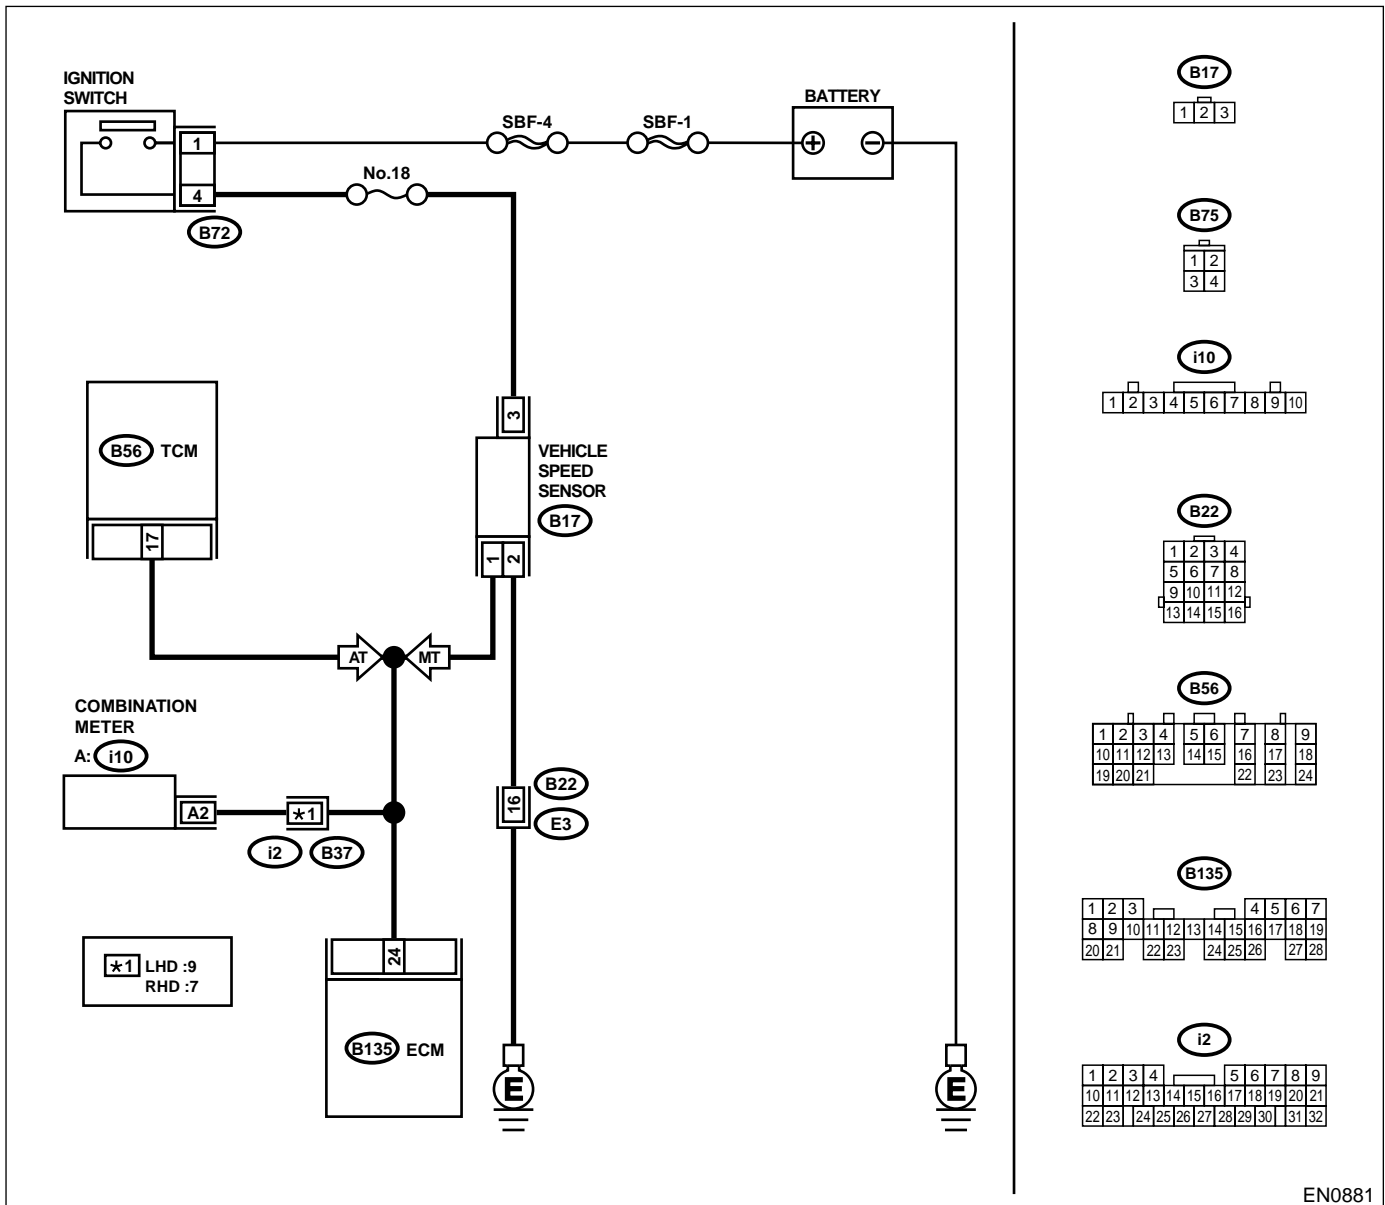 IGNITION
SWITCH
1
4
B72
SBF-4
SBF-1
BATTERY
No.18
B56 TCM
17
3
VEHICLE
SPEED
SENSOR
B17
1 2
AT
MT
COMBINATION
METER
A: i10
A2
*1
i2 B37
16
B22
E3
*1 LHD :9
RHD :7
24
B135 ECM
E
E
B17
1 2 3
B75
1 2
3 4
i10
1 2 3 4 5 6 7 8 9 10
B22
1 2 3 4
5 6 7 8
9 10 11 12
13 14 15 16
B56
1 2 3 4 5 6 7 8 9
10 11 12 13 14 15 16 17 18
19 20 21 22 23 24
B135
1 2 3 4 5 6 7
8 9 10 11 12 13 14 15 16 17 18 19
20 21 22 23 24 25 26 27 28
i2
1 2 3 4 5 6 7 8 9
10 11 12 13 14 15 16 17 18 19 20 21
22 23 24 25 26 27 28 29 30 31 32
EN0881